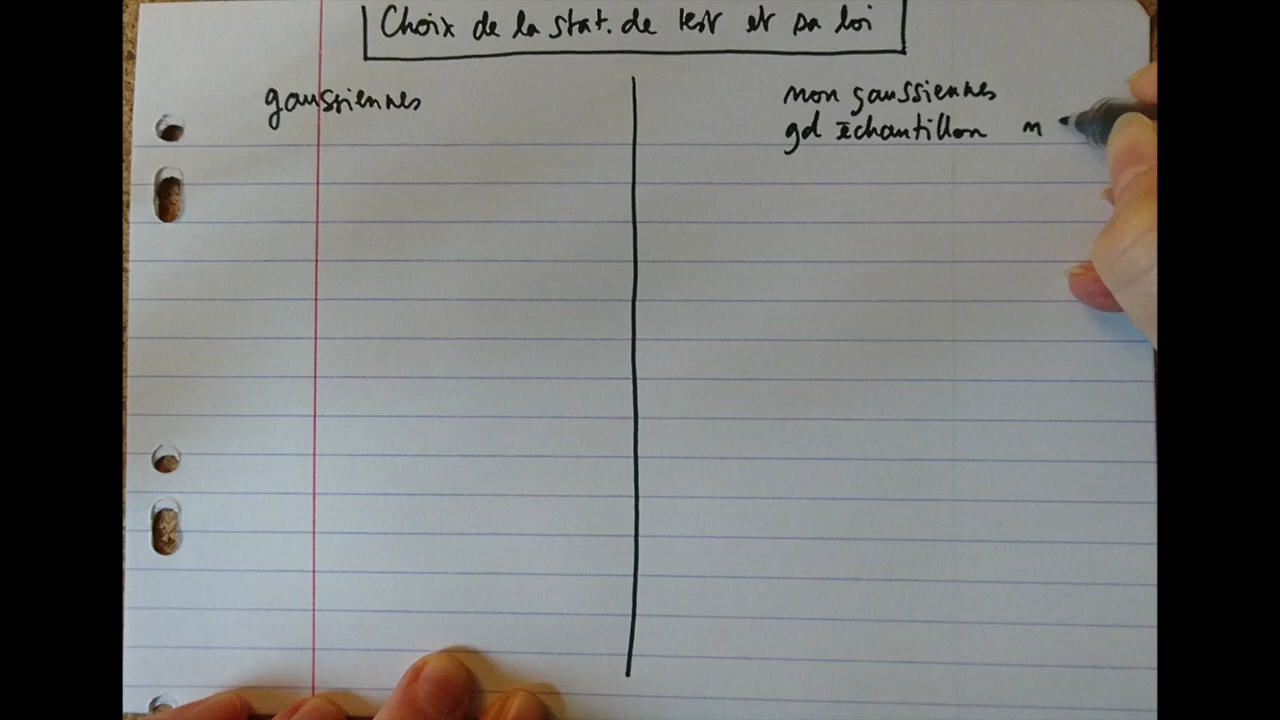 Choix de la stat. de test et sa loi
gaussiennes
non gaussiennes
gd échantillon n